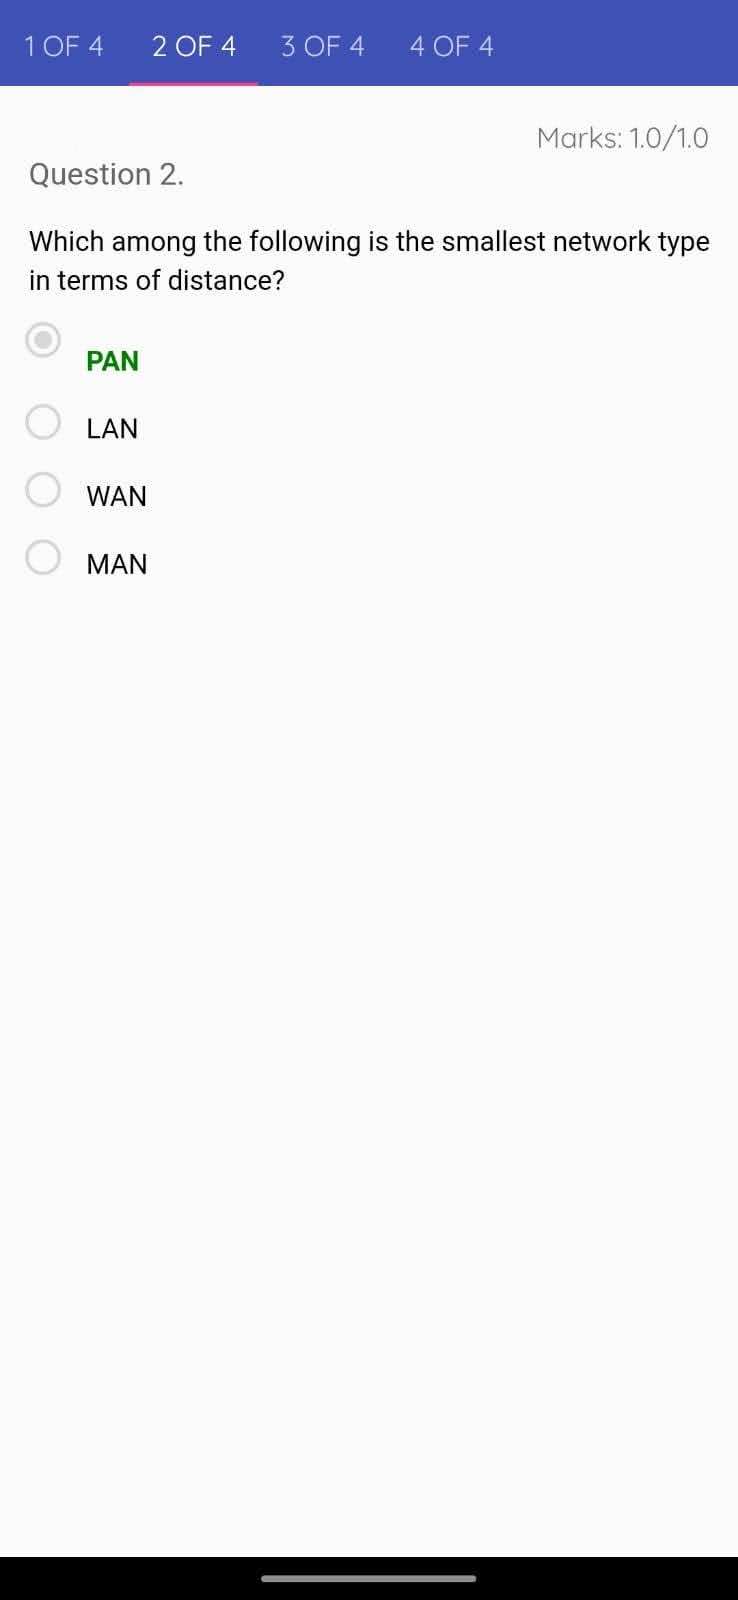 1 OF 4 2 OF 4 3 OF 4 4 OF 4
Marks: 1.0/1.0
Question 2.
Which among the following is the smallest network type
in terms of distance?
PAN
LAN
WAN
MAN